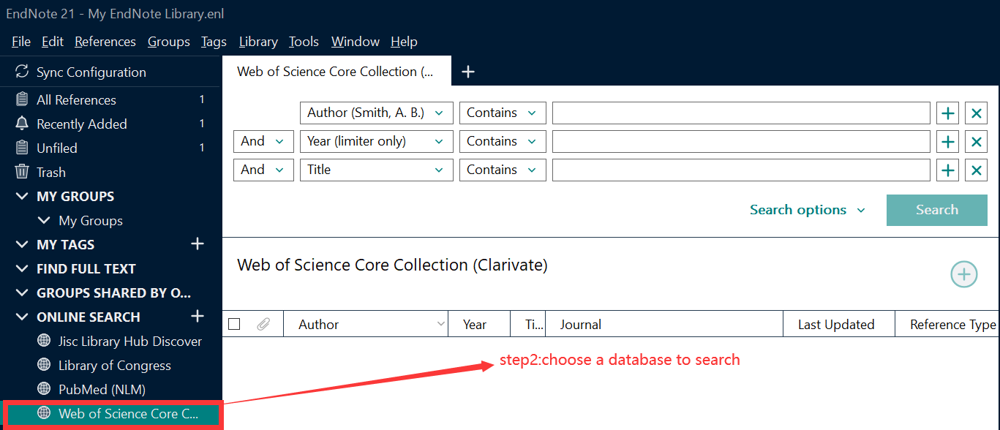 EndNote 21 - My EndNote Library.enl
File Edit References Groups Tags Library Tools Window Help
Sync Configuration
All References 1
Recently Added 1
Unfiled 1
Trash
MY GROUPS
My Groups
MY TAGS
FIND FULL TEXT
GROUPS SHARED BY O...
ONLINE SEARCH
Jisc Library Hub Discover
Library of Congress
PubMed (NLM)
Web of Science Core C...
Web of Science Core Collection (...
Author (Smith, A. B.) Contains
And Year (limiter only) Contains
And Title Contains
Search options Search
Web of Science Core Collection (Clarivate)
Author Year Ti... Journal Last Updated Reference Type
step2:choose a database to search